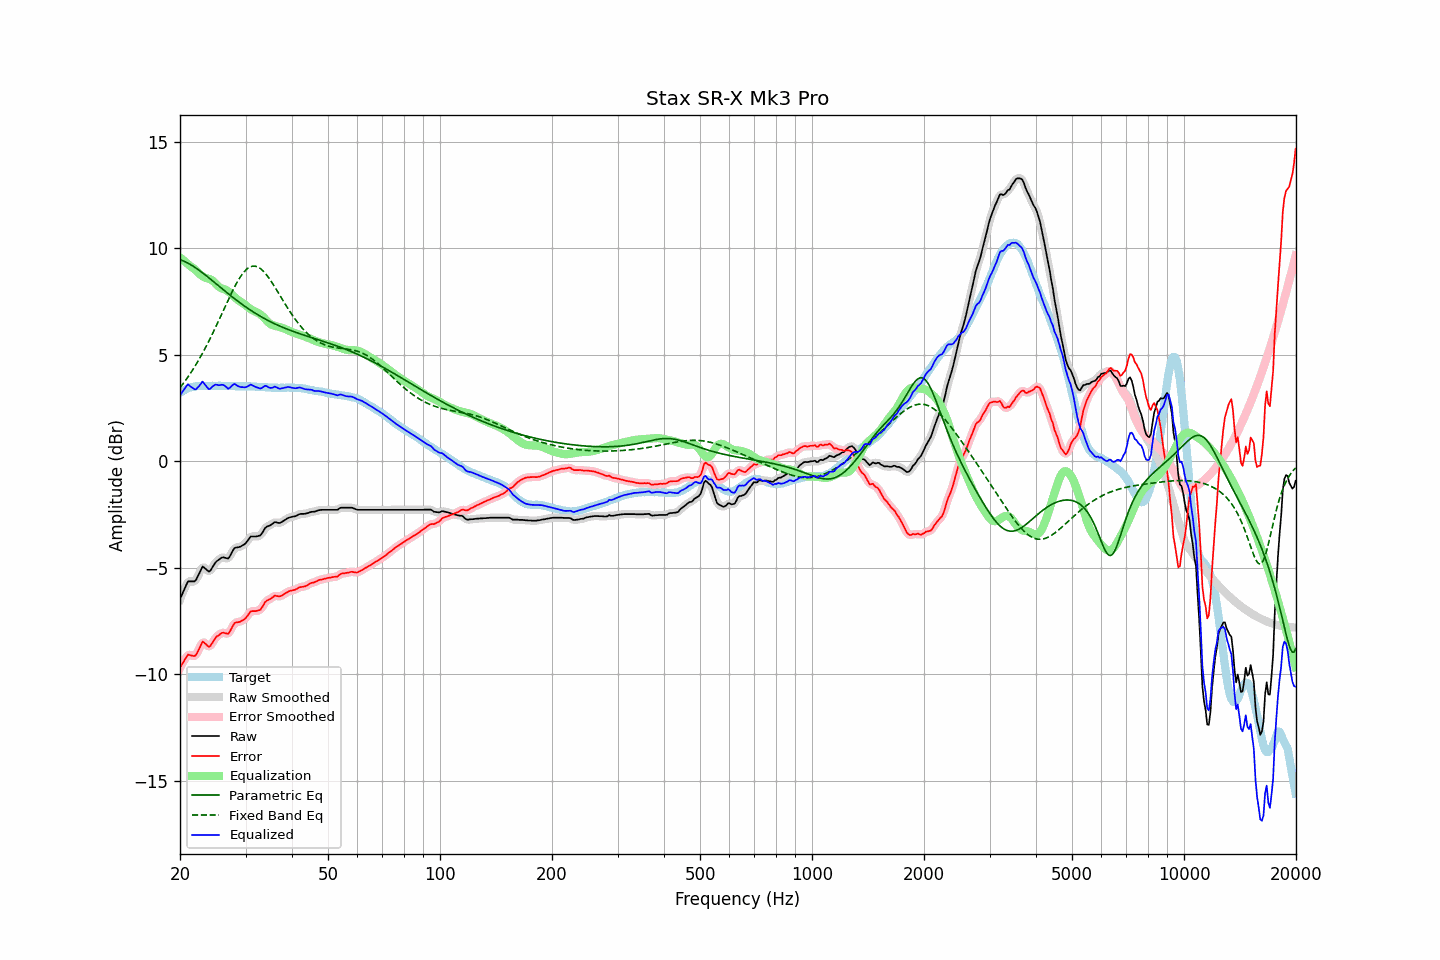 Stax SR-X Mk3 Pro
Amplitude (dBr)
15
10
5
0
−5
−10
−15
Target
Raw Smoothed
Error Smoothed
Raw
Error
Equalization
Parametric Eq
Fixed Band Eq
Equalized
20 50 100 200 500 1000 2000 5000 10000 20000
Frequency (Hz)